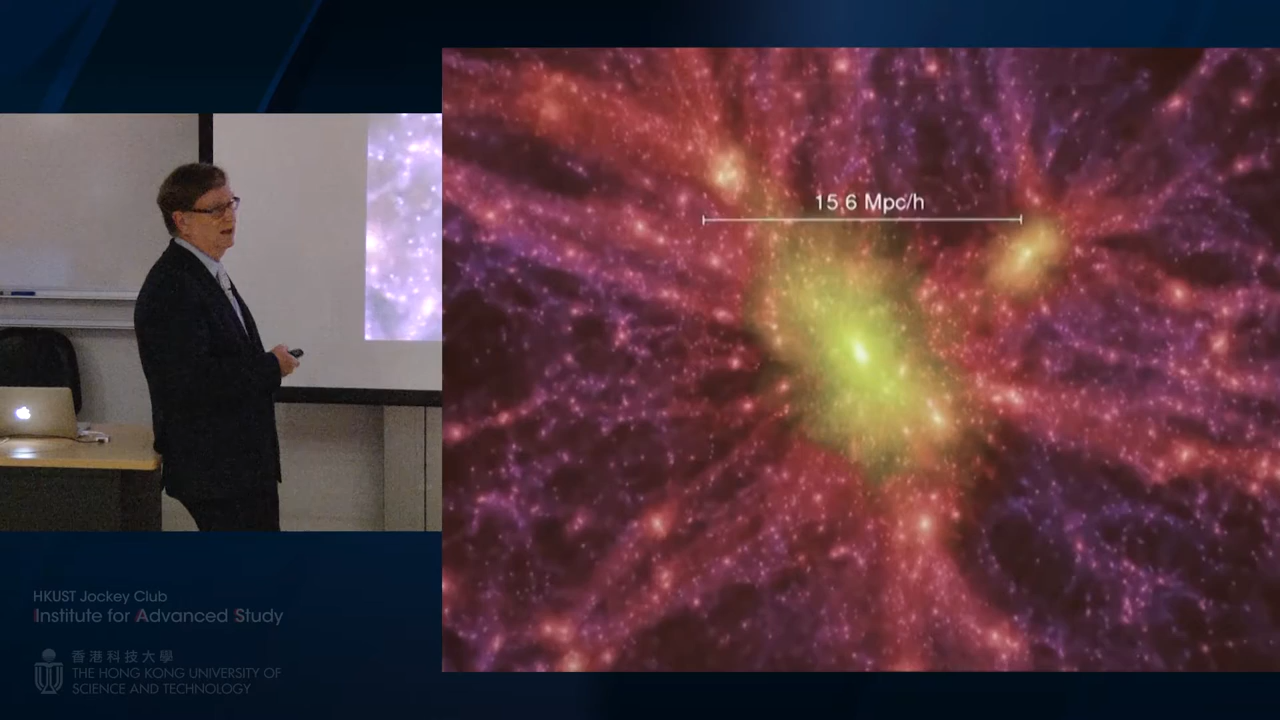 15.6 Mpc/h
HKUST Jockey Club
Institute for Advanced Study
香港科技大學
THE HONG KONG UNIVERSITY OF
SCIENCE AND TECHNOLOGY